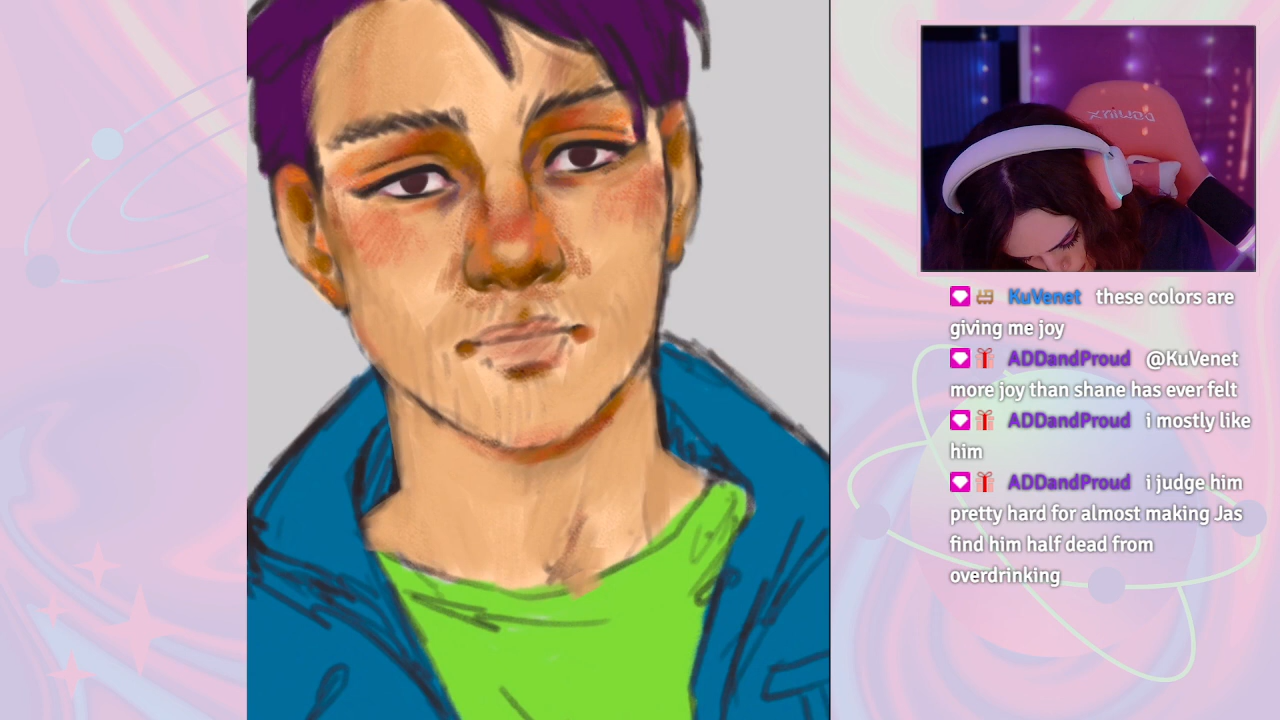 KuVenet these colors are
giving me joy
ADDandProud @KuVenet
more joy than shane has ever felt
ADDandProud i mostly like
him
ADDandProud i judge him
pretty hard for almost making Jas
find him half dead from
overdrinking